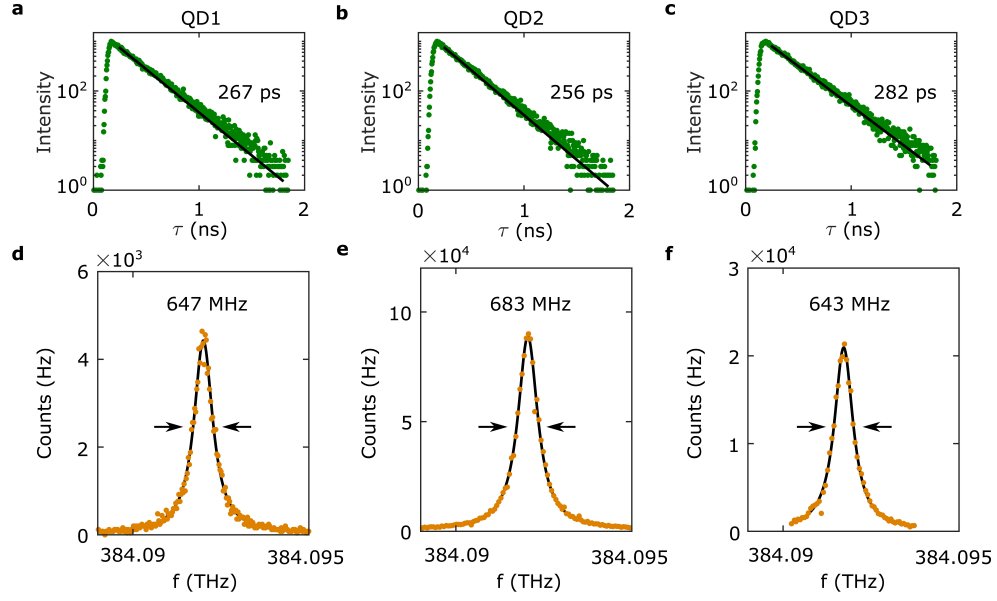 a QD1
b QD2
c QD3
Intensity
10^2
10^0
267 ps
0 1 2
τ (ns)
Intensity
10^2
10^0
256 ps
0 1 2
τ (ns)
Intensity
10^2
10^0
282 ps
0 1 2
τ (ns)
d
×10^3
6
4
2
0
Counts (Hz)
647 MHz
384.09 384.095
f (THz)
e
×10^4
10
5
0
Counts (Hz)
683 MHz
384.09 384.095
f (THz)
f
×10^4
3
2
1
0
Counts (Hz)
643 MHz
384.09 384.095
f (THz)